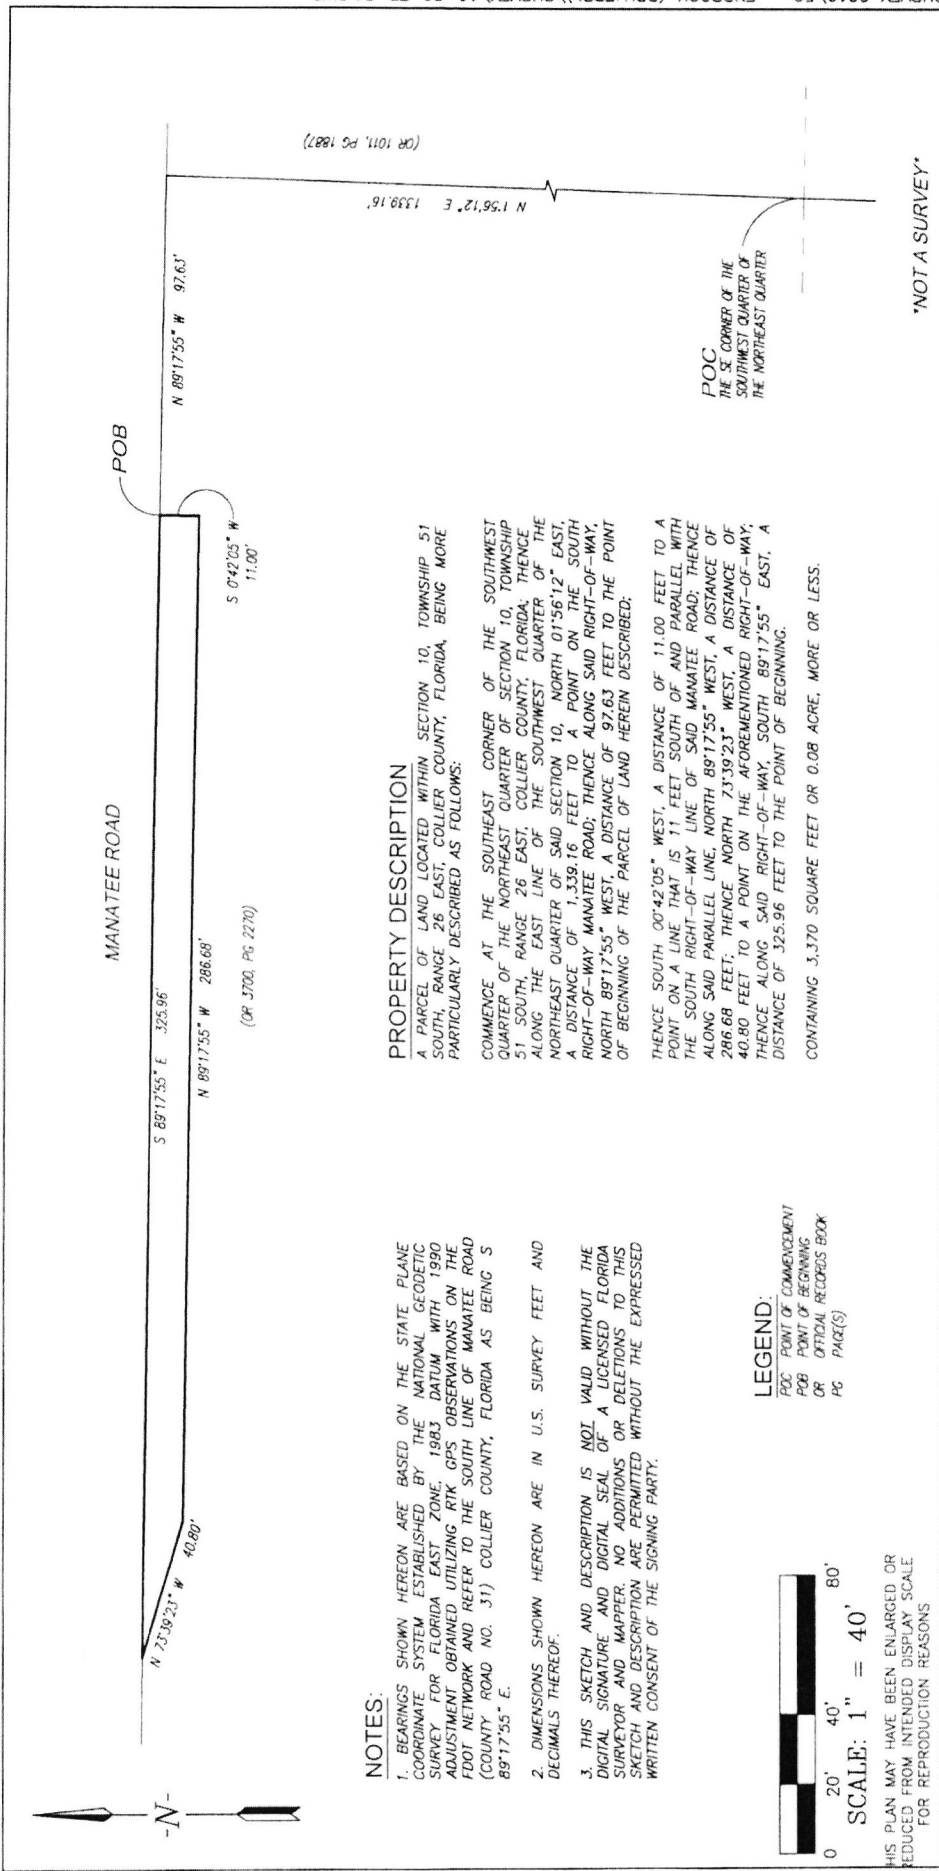 MANATEE ROAD
POB
S 89°17'55" E 325.96'
N 89°17'55" W 97.63'
N 73°39'23" W 40.80'
N 89°17'55" W 286.68'
(OR 3700, PG 2270)
S 0°42'05" W
11.00'
N 1°56'12" E 1339.16'
(OR 1011, PG 1887)
-N-
NOTES:
1. BEARINGS SHOWN HEREON ARE BASED ON THE STATE PLANE
COORDINATE SYSTEM ESTABLISHED BY THE NATIONAL GEODETIC
SURVEY FOR FLORIDA EAST ZONE, 1983 DATUM WITH 1990
ADJUSTMENT OBTAINED UTILIZING RTK GPS OBSERVATIONS ON THE
FDOT NETWORK AND REFER TO THE SOUTH LINE OF MANATEE ROAD
(COUNTY ROAD NO. 31) COLLIER COUNTY, FLORIDA AS BEING S
89°17'55" E.
2. DIMENSIONS SHOWN HEREON ARE IN U.S. SURVEY FEET AND
DECIMALS THEREOF.
3. THIS SKETCH AND DESCRIPTION IS NOT VALID WITHOUT THE
DIGITAL SIGNATURE AND DIGITAL SEAL OF A LICENSED FLORIDA
SURVEYOR AND MAPPER. NO ADDITIONS OR DELETIONS TO THIS
SKETCH AND DESCRIPTION ARE PERMITTED WITHOUT THE EXPRESSED
WRITTEN CONSENT OF THE SIGNING PARTY.
PROPERTY DESCRIPTION
A PARCEL OF LAND LOCATED WITHIN SECTION 10, TOWNSHIP 51
SOUTH, RANGE 26 EAST, COLLIER COUNTY, FLORIDA, BEING MORE
PARTICULARLY DESCRIBED AS FOLLOWS:
COMMENCE AT THE SOUTHEAST CORNER OF THE SOUTHWEST
QUARTER OF THE NORTHEAST QUARTER OF SECTION 10, TOWNSHIP
51 SOUTH, RANGE 26 EAST, COLLIER COUNTY, FLORIDA; THENCE
ALONG THE EAST LINE OF THE SOUTHWEST QUARTER OF THE
NORTHEAST QUARTER OF SAID SECTION 10, NORTH 01°56'12" EAST,
A DISTANCE OF 1,339.16 FEET TO A POINT ON THE SOUTH
RIGHT-OF-WAY MANATEE ROAD; THENCE ALONG SAID RIGHT-OF-WAY,
NORTH 89°17'55" WEST, A DISTANCE OF 97.63 FEET TO THE POINT
OF BEGINNING OF THE PARCEL OF LAND HEREIN DESCRIBED;
THENCE SOUTH 00°42'05" WEST, A DISTANCE OF 11.00 FEET TO A
POINT ON A LINE THAT IS 11 FEET SOUTH OF AND PARALLEL WITH
THE SOUTH RIGHT-OF-WAY LINE OF SAID MANATEE ROAD; THENCE
ALONG SAID PARALLEL LINE, NORTH 89°17'55" WEST, A DISTANCE OF
286.68 FEET; THENCE NORTH 73°39'23" WEST, A DISTANCE OF
40.80 FEET TO A POINT ON THE AFOREMENTIONED RIGHT-OF-WAY;
THENCE ALONG SAID RIGHT-OF-WAY, SOUTH 89°17'55" EAST, A
DISTANCE OF 325.96 FEET TO THE POINT OF BEGINNING.
CONTAINING 3,370 SQUARE FEET OR 0.08 ACRE, MORE OR LESS.
POC
THE SE CORNER OF THE
SOUTHWEST QUARTER OF
THE NORTHEAST QUARTER
LEGEND:
POC POINT OF COMMENCEMENT
POB POINT OF BEGINNING
OR OFFICIAL RECORDS BOOK
PG PAGE(S)
0 20' 40' 80'
SCALE: 1" = 40'
HIS PLAN MAY HAVE BEEN ENLARGED OR
REDUCED FROM INTENDED DISPLAY SCALE
FOR REPRODUCTION REASONS
*NOT A SURVEY*